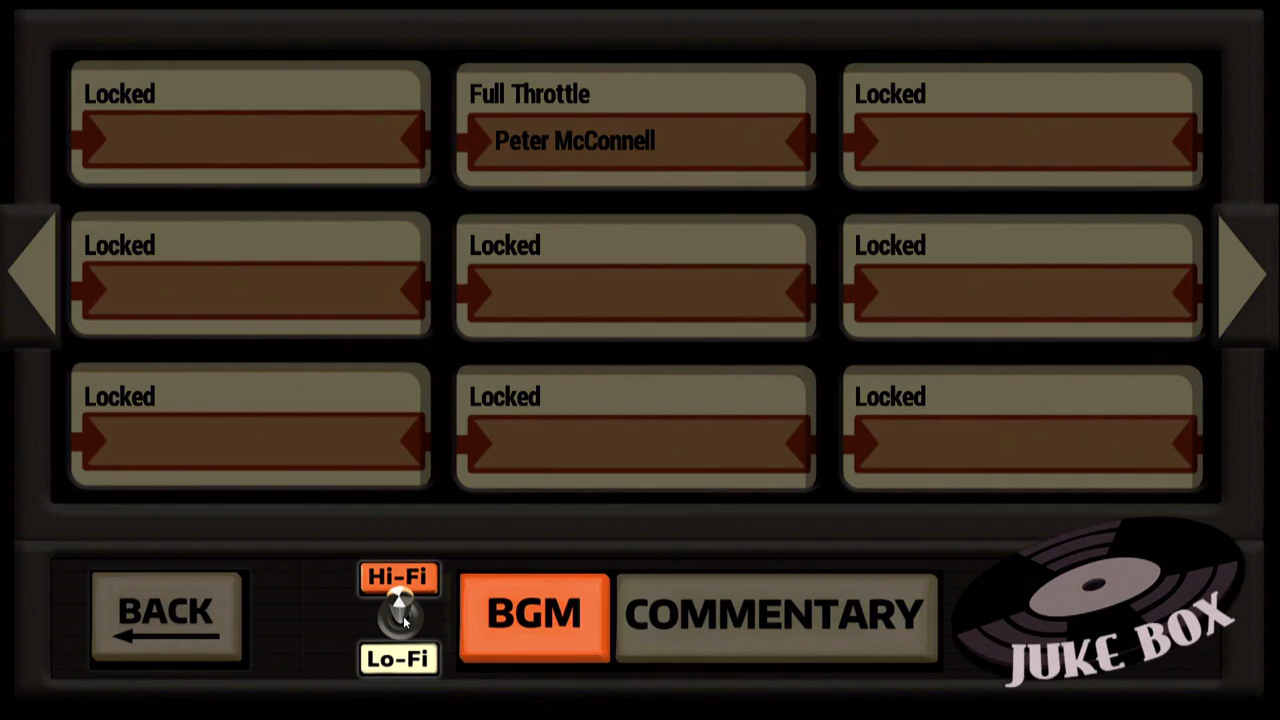 Locked
Full Throttle
Peter McConnell
Locked
Locked
Locked
Locked
Locked
Locked
Locked
BACK
Hi-Fi
Lo-Fi
BGM
COMMENTARY
JUKE BOX